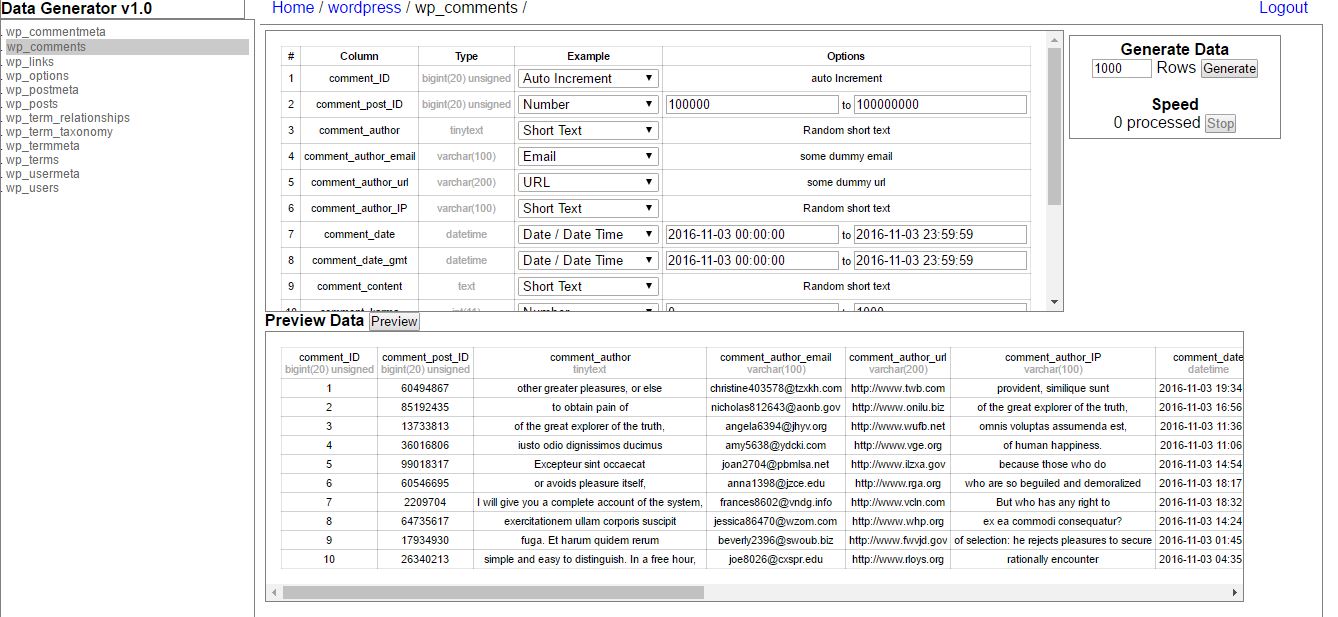 Data Generator v1.0
Home / wordpress / wp_comments /
Logout
wp_commentmeta
wp_comments
wp_links
wp_options
wp_postmeta
wp_posts
wp_term_relationships
wp_term_taxonomy
wp_termmeta
wp_terms
wp_usermeta
wp_users
# Column Type Example Options
1 comment_ID bigint(20) unsigned Auto Increment auto Increment
2 comment_post_ID bigint(20) unsigned Number 100000 to 100000000
3 comment_author tinytext Short Text Random short text
4 comment_author_email varchar(100) Email some dummy email
5 comment_author_url varchar(200) URL some dummy url
6 comment_author_IP varchar(100) Short Text Random short text
7 comment_date datetime Date / Date Time 2016-11-03 00:00:00 to 2016-11-03 23:59:59
8 comment_date_gmt datetime Date / Date Time 2016-11-03 00:00:00 to 2016-11-03 23:59:59
9 comment_content text Short Text Random short text
10 comment_karma int(11) Number 0 to 1000
Generate Data
1000 Rows Generate
Speed
0 processed Stop
Preview Data Preview
comment_ID comment_post_ID comment_author comment_author_email comment_author_url comment_author_IP comment_date
bigint(20) unsigned bigint(20) unsigned tinytext varchar(100) varchar(200) varchar(100) datetime
1 60494867 other greater pleasures, or else christine403578@tzxkh.com http://www.twb.com provident, similique sunt 2016-11-03 19:34
2 85192435 to obtain pain of nicholas812643@aonb.gov http://www.onilu.biz of the great explorer of the truth, 2016-11-03 16:56
3 13733813 of the great explorer of the truth, angela6394@jhyv.org http://www.wufb.net omnis voluptas assumenda est, 2016-11-03 11:36
4 36016806 iusto odio dignissimos ducimus amy5638@ydcki.com http://www.vge.org of human happiness. 2016-11-03 11:06
5 99018317 Excepteur sint occaecat joan2704@pbmlsa.net http://www.ilzxa.gov because those who do 2016-11-03 14:54
6 60546695 or avoids pleasure itself, anna1398@jzce.edu http://www.rga.org who are so beguiled and demoralized 2016-11-03 18:17
7 2209704 I will give you a complete account of the system, frances8602@vndg.info http://www.vcln.com But who has any right to 2016-11-03 18:32
8 64735617 exercitationem ullam corporis suscipit jessica86470@wzom.com http://www.whp.org ex ea commodi consequatur? 2016-11-03 14:24
9 17934930 fuga. Et harum quidem rerum beverly2396@swoub.biz http://www.fwvjd.gov of selection: he rejects pleasures to secure 2016-11-03 01:45
10 26340213 simple and easy to distinguish. In a free hour, joe8026@cxspr.edu http://www.rloys.org rationally encounter 2016-11-03 04:35